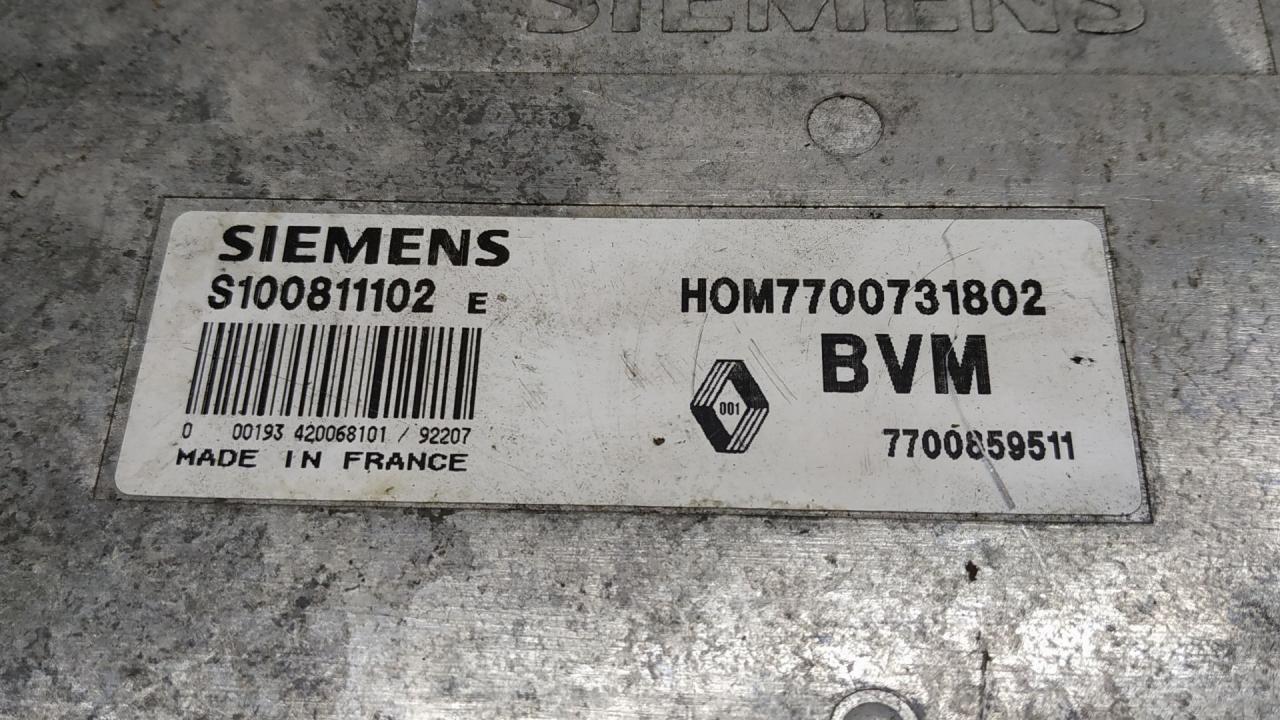 SIEMENS
SIEMENS
S100811102 E
HOM7700731802
BVM
001
0 00193 420068101 / 92207
7700859511
MADE IN FRANCE